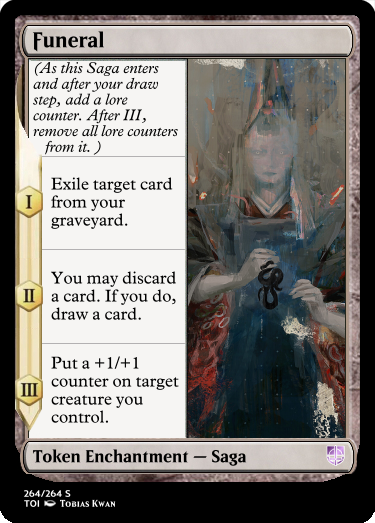 Funeral
(As this Saga enters
and after your draw
step, add a lore
counter. After III,
remove all lore counters
from it. )
I
Exile target card
from your
graveyard.
II
You may discard
a card. If you do,
draw a card.
III
Put a +1/+1
counter on target
creature you
control.
Token Enchantment — Saga
264/264 S
TOI Tobias Kwan